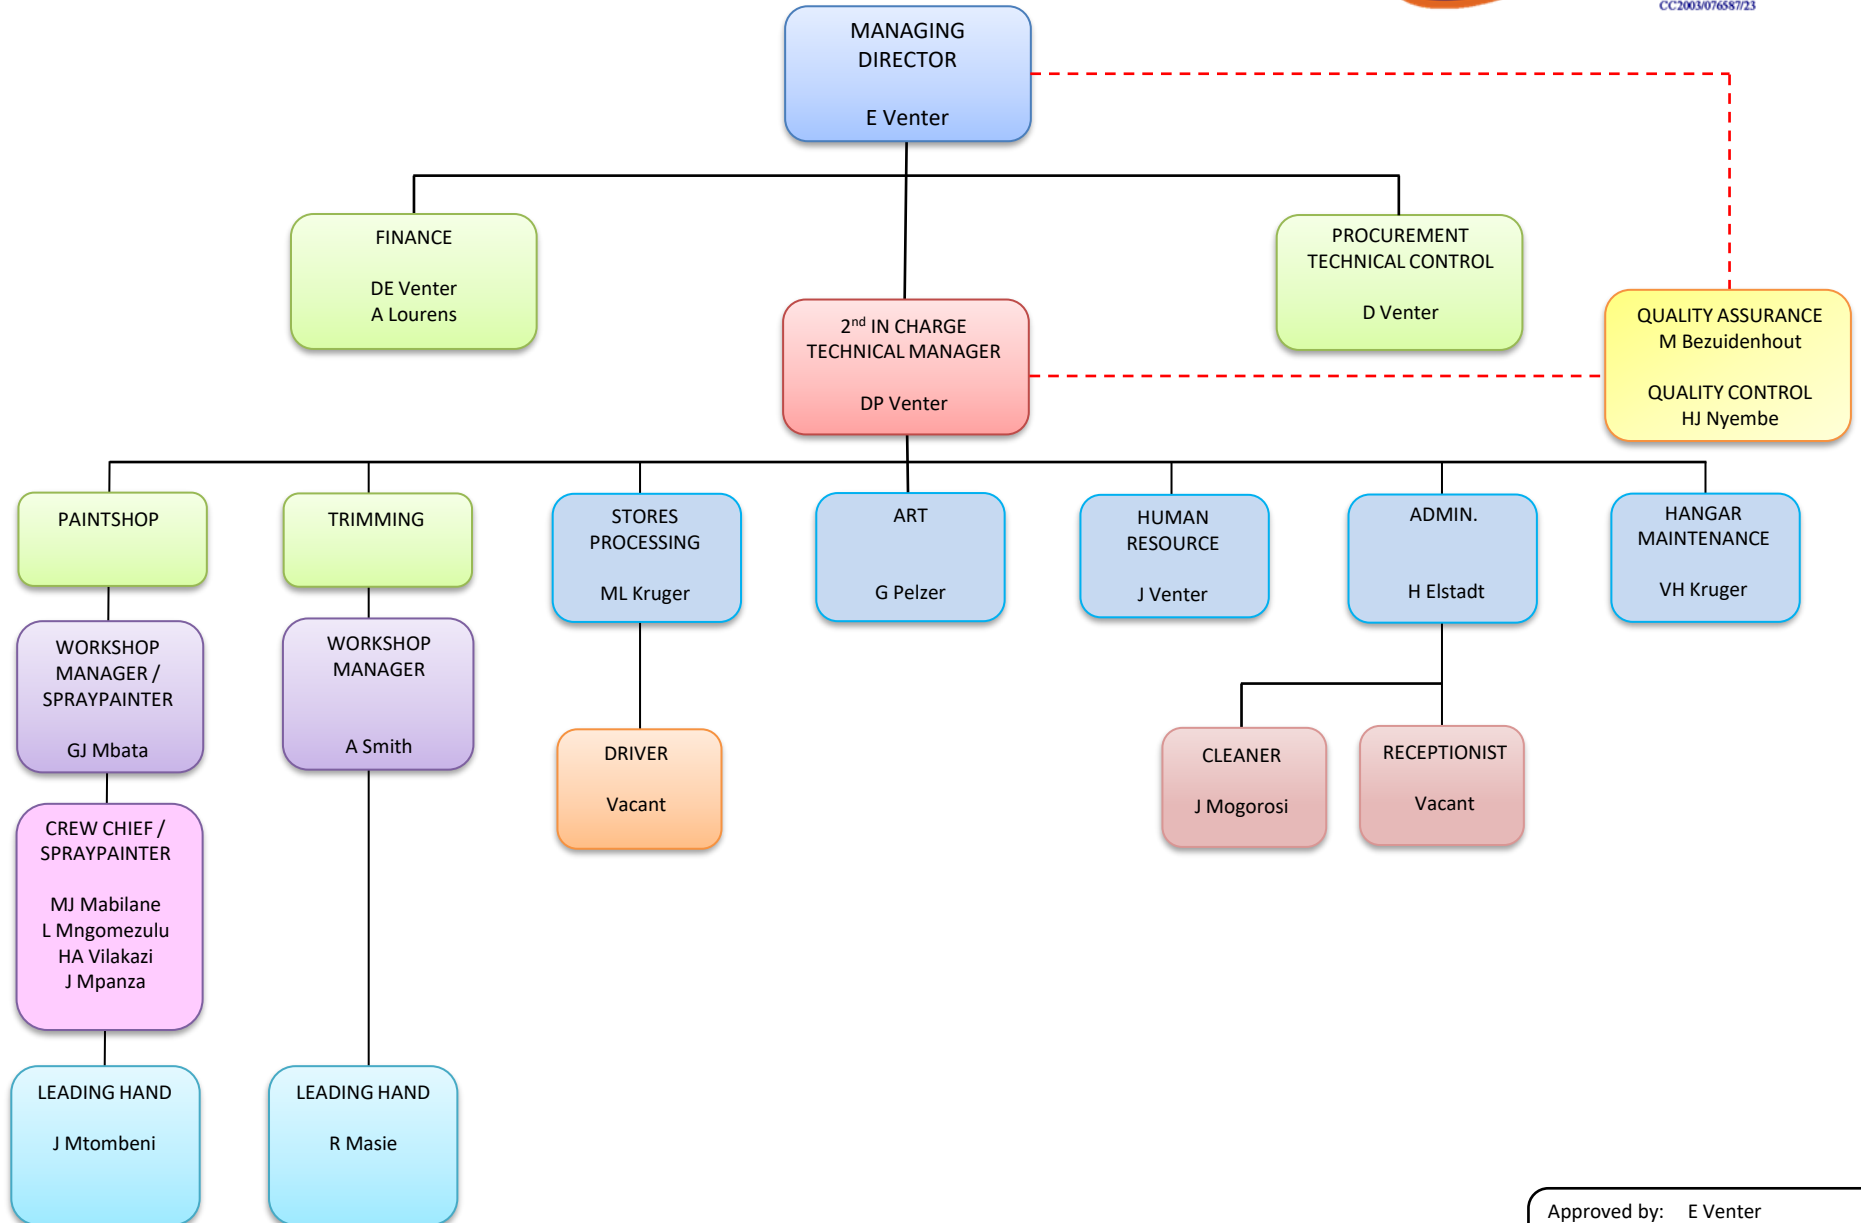 CC2003/076587/23
MANAGING
DIRECTOR
E Venter
FINANCE
DE Venter
A Lourens
PROCUREMENT
TECHNICAL CONTROL
D Venter
2nd IN CHARGE
TECHNICAL MANAGER
DP Venter
QUALITY ASSURANCE
M Bezuidenhout
QUALITY CONTROL
HJ Nyembe
PAINTSHOP
TRIMMING
STORES
PROCESSING
ML Kruger
ART
G Pelzer
HUMAN
RESOURCE
J Venter
ADMIN.
H Elstadt
HANGAR
MAINTENANCE
VH Kruger
WORKSHOP
MANAGER /
SPRAYPAINTER
GJ Mbata
WORKSHOP
MANAGER
A Smith
DRIVER
Vacant
CLEANER
J Mogorosi
RECEPTIONIST
Vacant
CREW CHIEF /
SPRAYPAINTER
MJ Mabilane
L Mngomezulu
HA Vilakazi
J Mpanza
LEADING HAND
J Mtombeni
LEADING HAND
R Masie
Approved by: E Venter